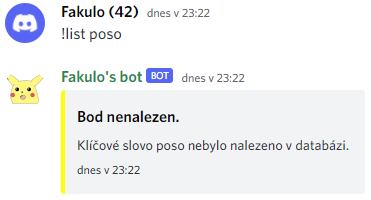 Fakulo (42) dnes v 23:22
!list poso
Fakulo's bot BOT dnes v 23:22
Bod nenalezen.
Klíčové slovo poso nebylo nalezeno v databázi.
dnes v 23:22